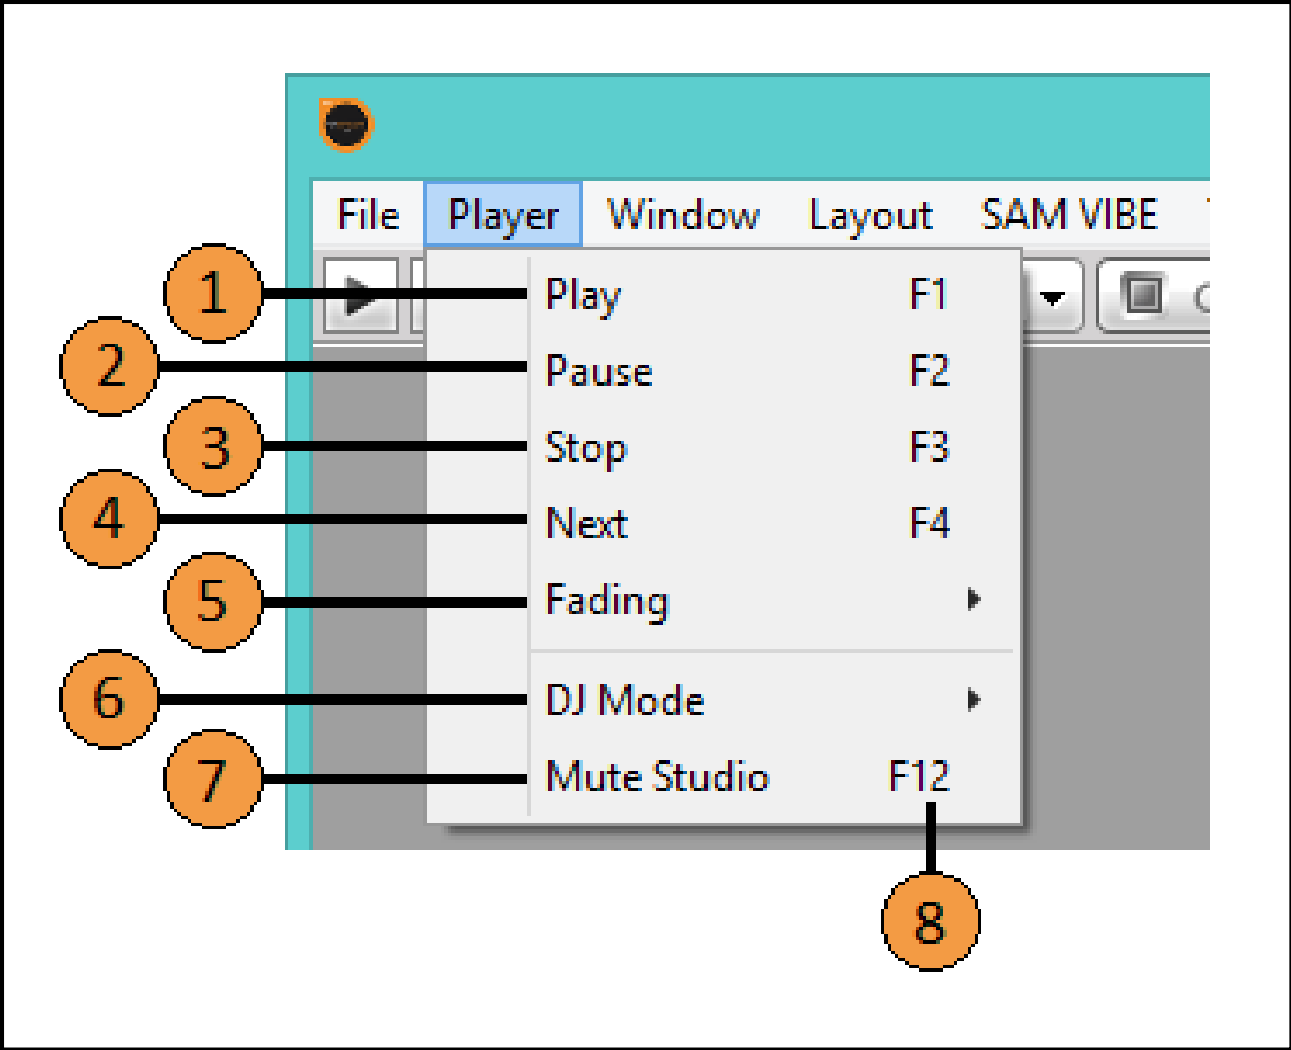 File Player Window Layout SAM VIBE
1 Play F1
2 Pause F2
3 Stop F3
4 Next F4
5 Fading
6 DJ Mode
7 Mute Studio F12
8